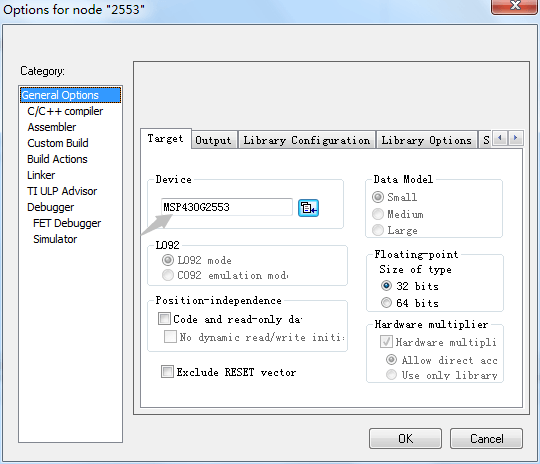 Options for node "2553"
Category:
General Options
C/C++ compiler
Assembler
Custom Build
Build Actions
Linker
TI ULP Advisor
Debugger
FET Debugger
Simulator
Target
Output
Library Configuration
Library Options
S
Device
MSP430G2553
L092
L092 mode
C092 emulation mode
Position-independence
Code and read-only da
No dynamic read/write initi
Exclude RESET vector
Data Model
Small
Medium
Large
Floating-point
Size of type
32 bits
64 bits
Hardware multiplier
Hardware multipli
Allow direct acc
Use only library
OK
Cancel